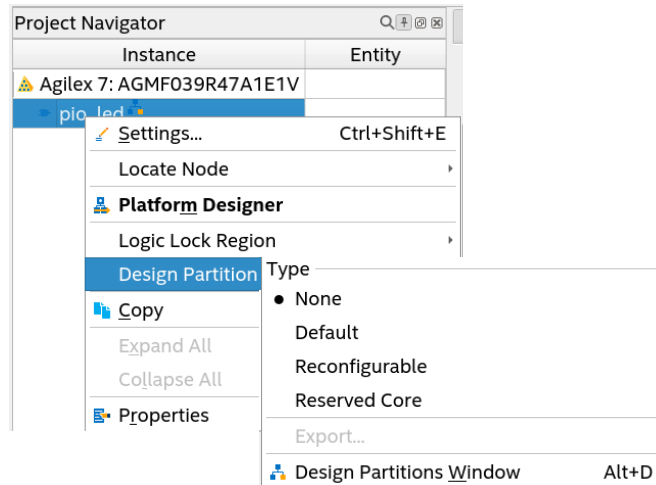 Project Navigator
Instance Entity
Agilex 7: AGMF039R47A1E1V
pio_led
Settings... Ctrl+Shift+E
Locate Node
Platform Designer
Logic Lock Region
Design Partition
Type
None
Copy
Default
Expand All
Reconfigurable
Collapse All
Reserved Core
Properties
Export...
Design Partitions Window Alt+D